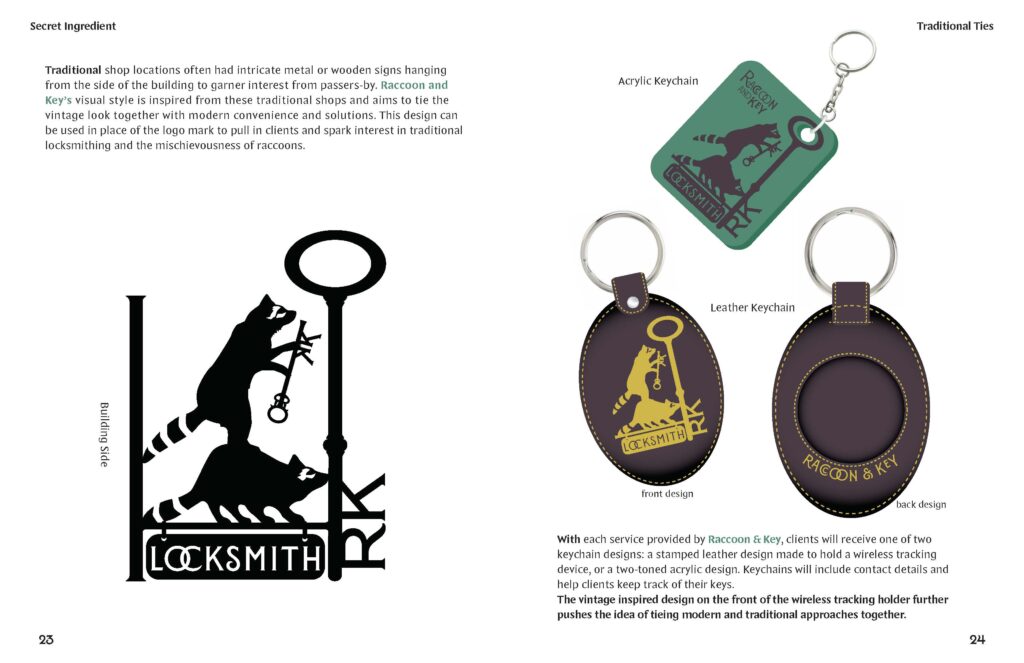 Secret Ingredient
Traditional shop locations often had intricate metal or wooden signs hanging
from the side of the building to garner interest from passers-by. Raccoon and
Key's visual style is inspired from these traditional shops and aims to tie the
vintage look together with modern convenience and solutions. This design can
be used in place of the logo mark to pull in clients and spark interest in traditional
locksmithing and the mischievousness of raccoons.
Building Side
RK
LOCKSMITH
RK
23
Traditional Ties
Acrylic Keychain
RACCOON
AND KEY
LOCKSMITH
RK
Leather Keychain
LOCKSMITH
RK
front design
RACCOON & KEY
back design
With each service provided by Raccoon & Key, clients will receive one of two
keychain designs: a stamped leather design made to hold a wireless tracking
device, or a two-toned acrylic design. Keychains will include contact details and
help clients keep track of their keys.
The vintage inspired design on the front of the wireless tracking holder further
pushes the idea of tieing modern and traditional approaches together.
24